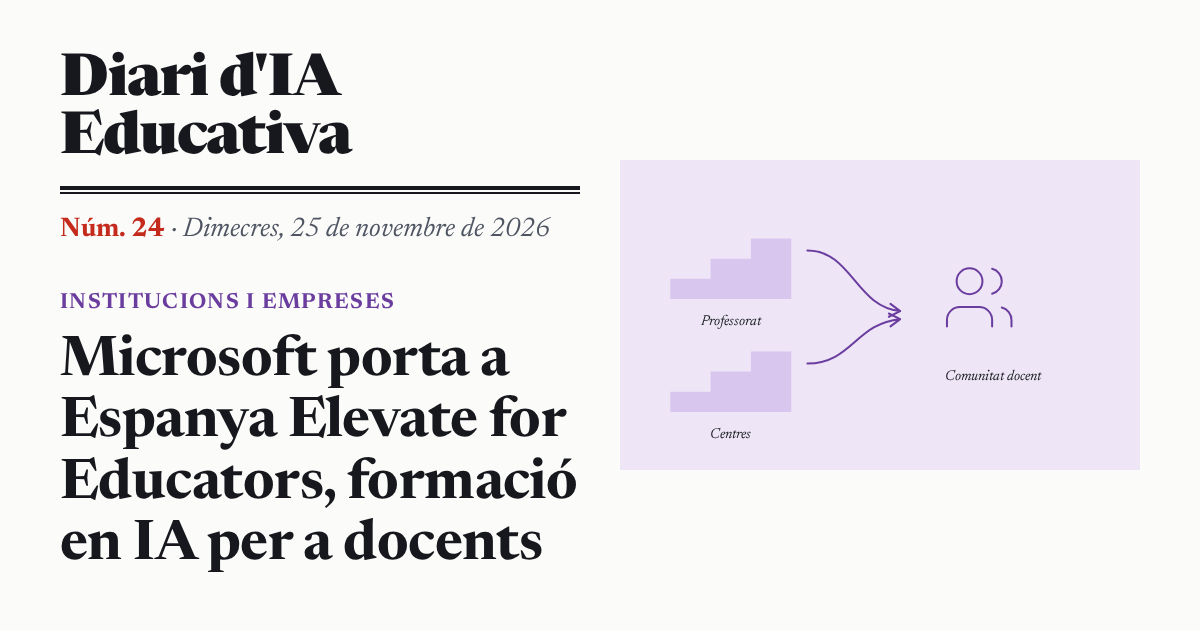 Diari d'IA
Educativa
Núm. 24 · Dimecres, 25 de novembre de 2026
INSTITUCIONS I EMPRESES
Microsoft porta a
Espanya Elevate for
Educators, formació
en IA per a docents
Professorat
Centres
Comunitat docent